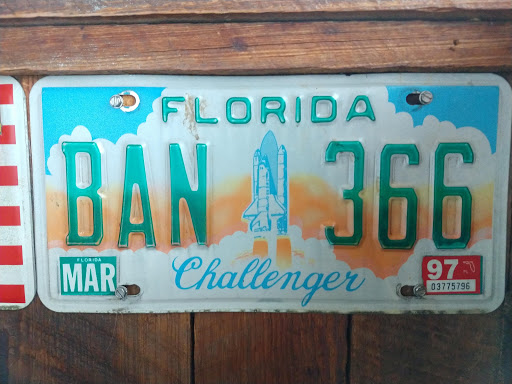 FLORIDA
BAN 366
FLORIDA
MAR
Challenger
97
03775796